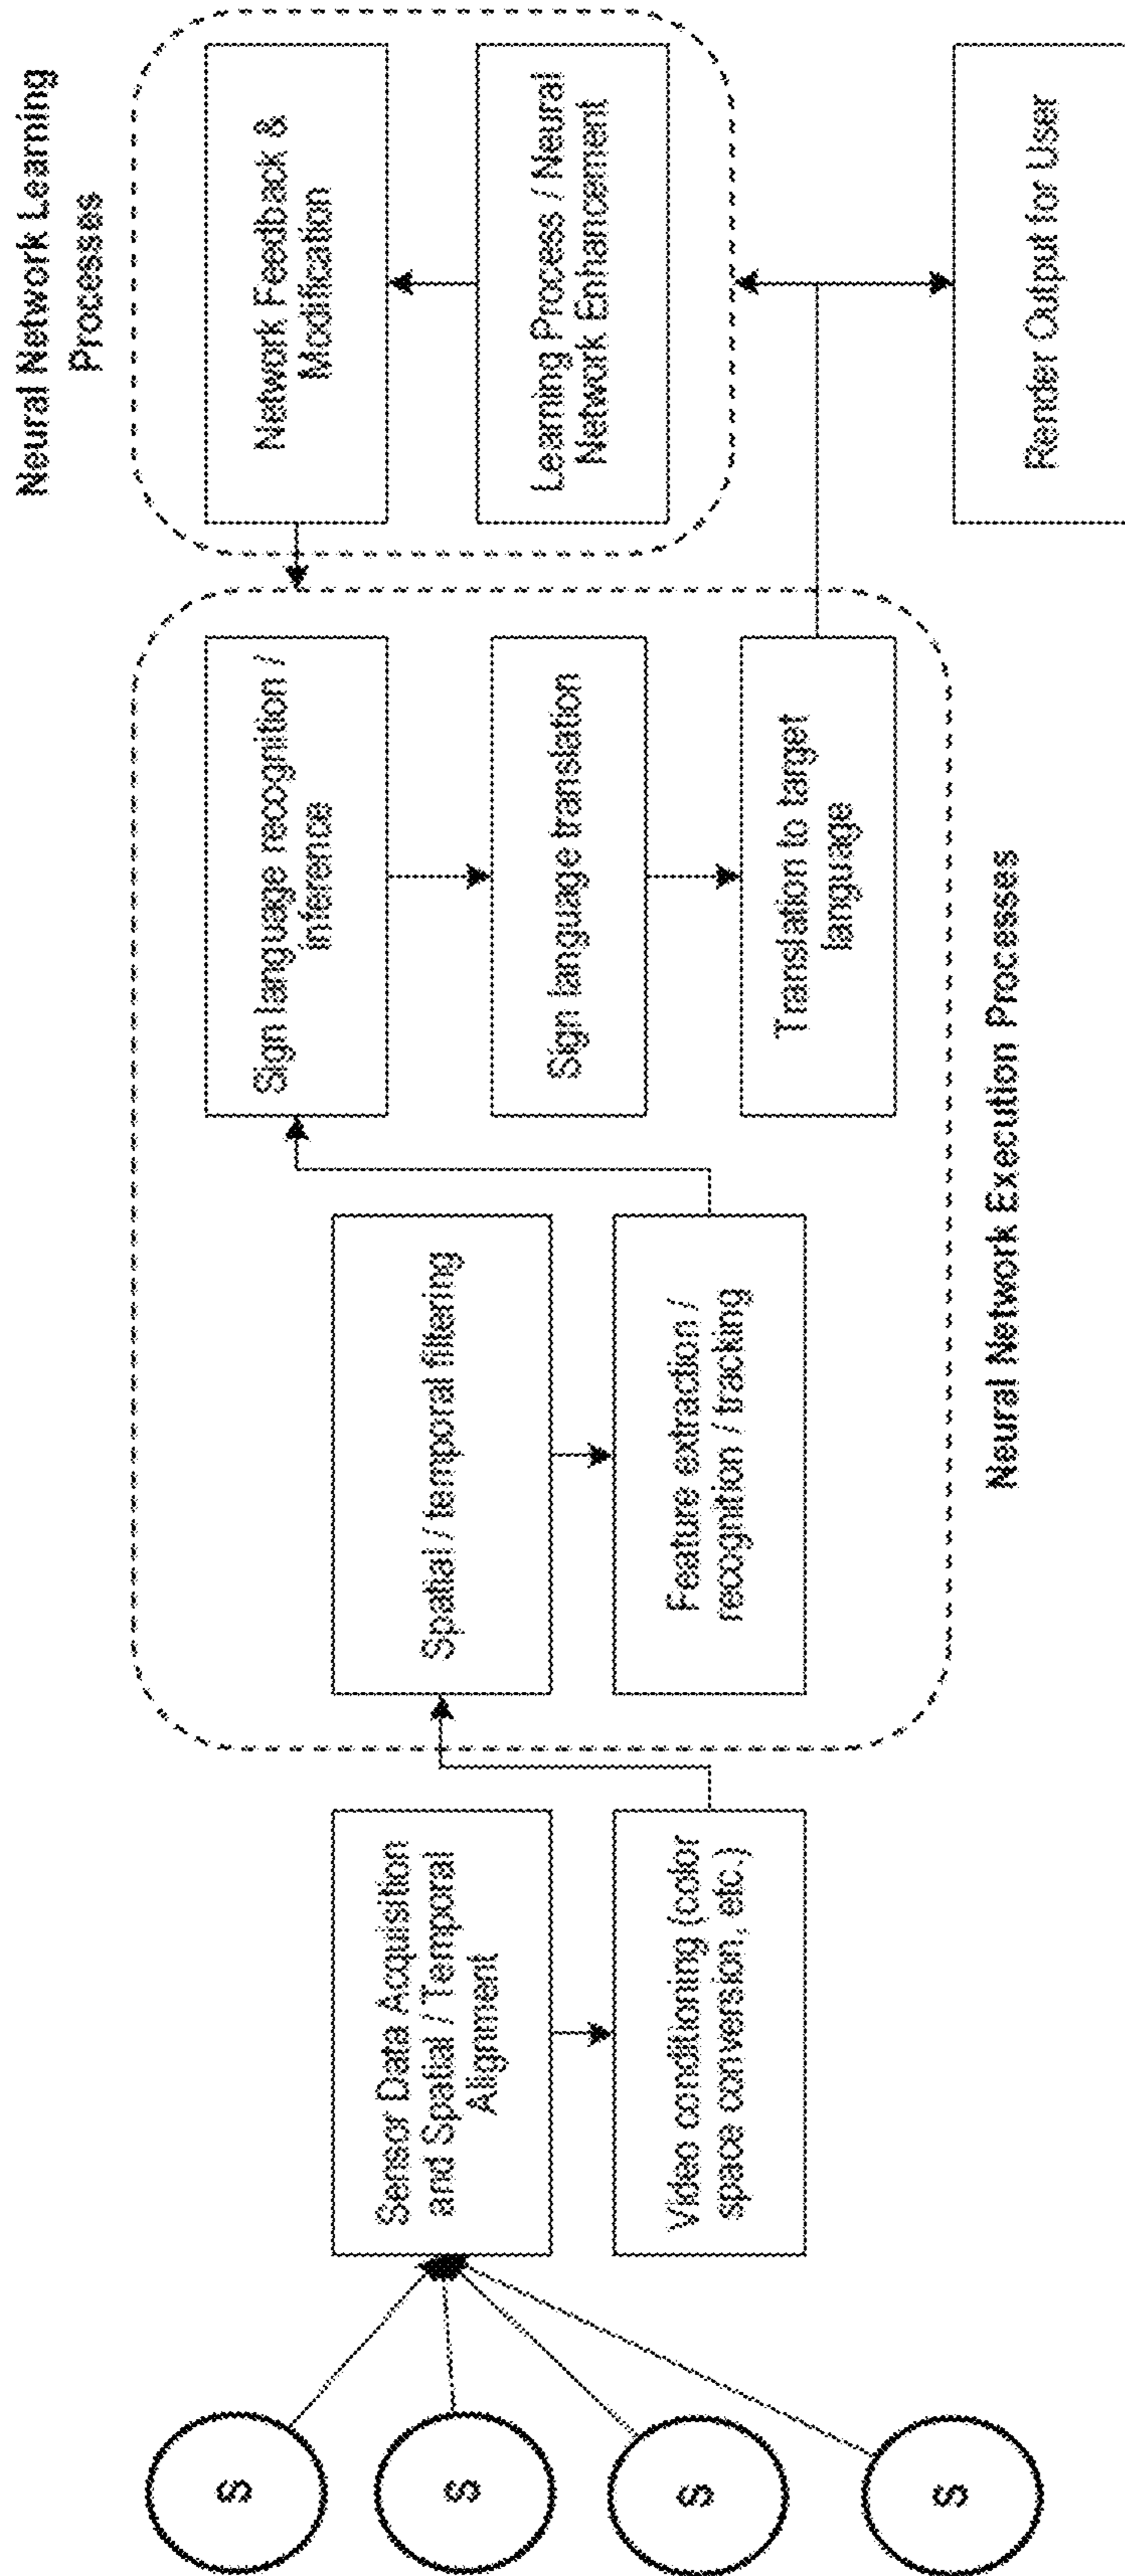 S
S
S
S
Sensor Data Acquisition
and Spatial / Temporal
Alignment
Video conditioning (color
space conversion, etc.)
Spatial / temporal filtering
Feature extraction /
recognition / tracking
Sign language recognition /
inference
Sign language translation
Translation to target
language
Neural Network Execution Processes
Neural Network Learning
Processes
Network Feedback &
Modification
Learning Process / Neural
Network Enhancement
Render Output for User